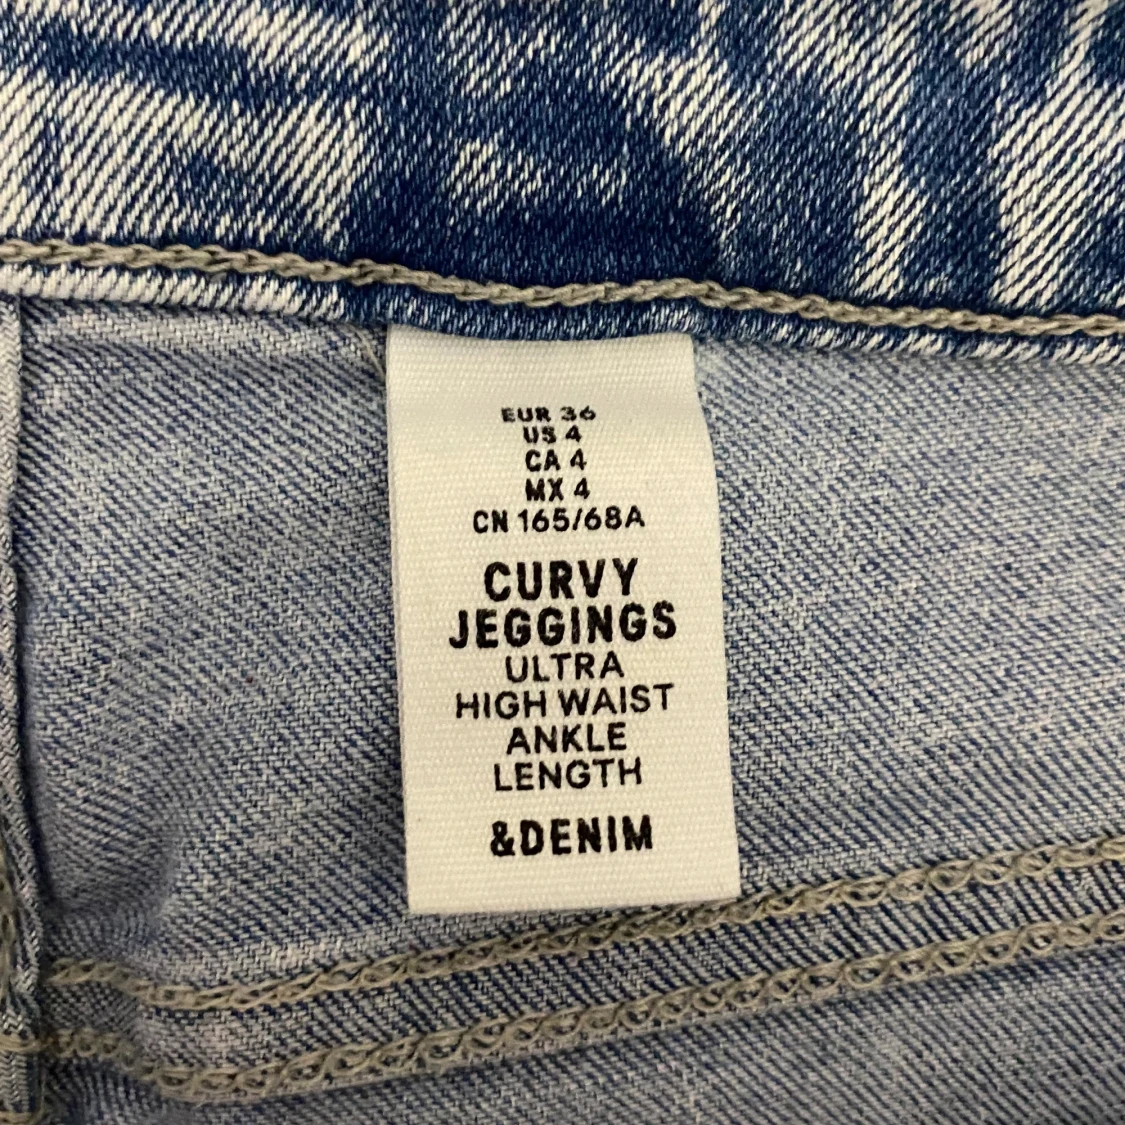 EUR 36
US 4
CA 4
MX 4
CN 165/68A
CURVY
JEGGINGS
ULTRA
HIGH WAIST
ANKLE
LENGTH
&DENIM